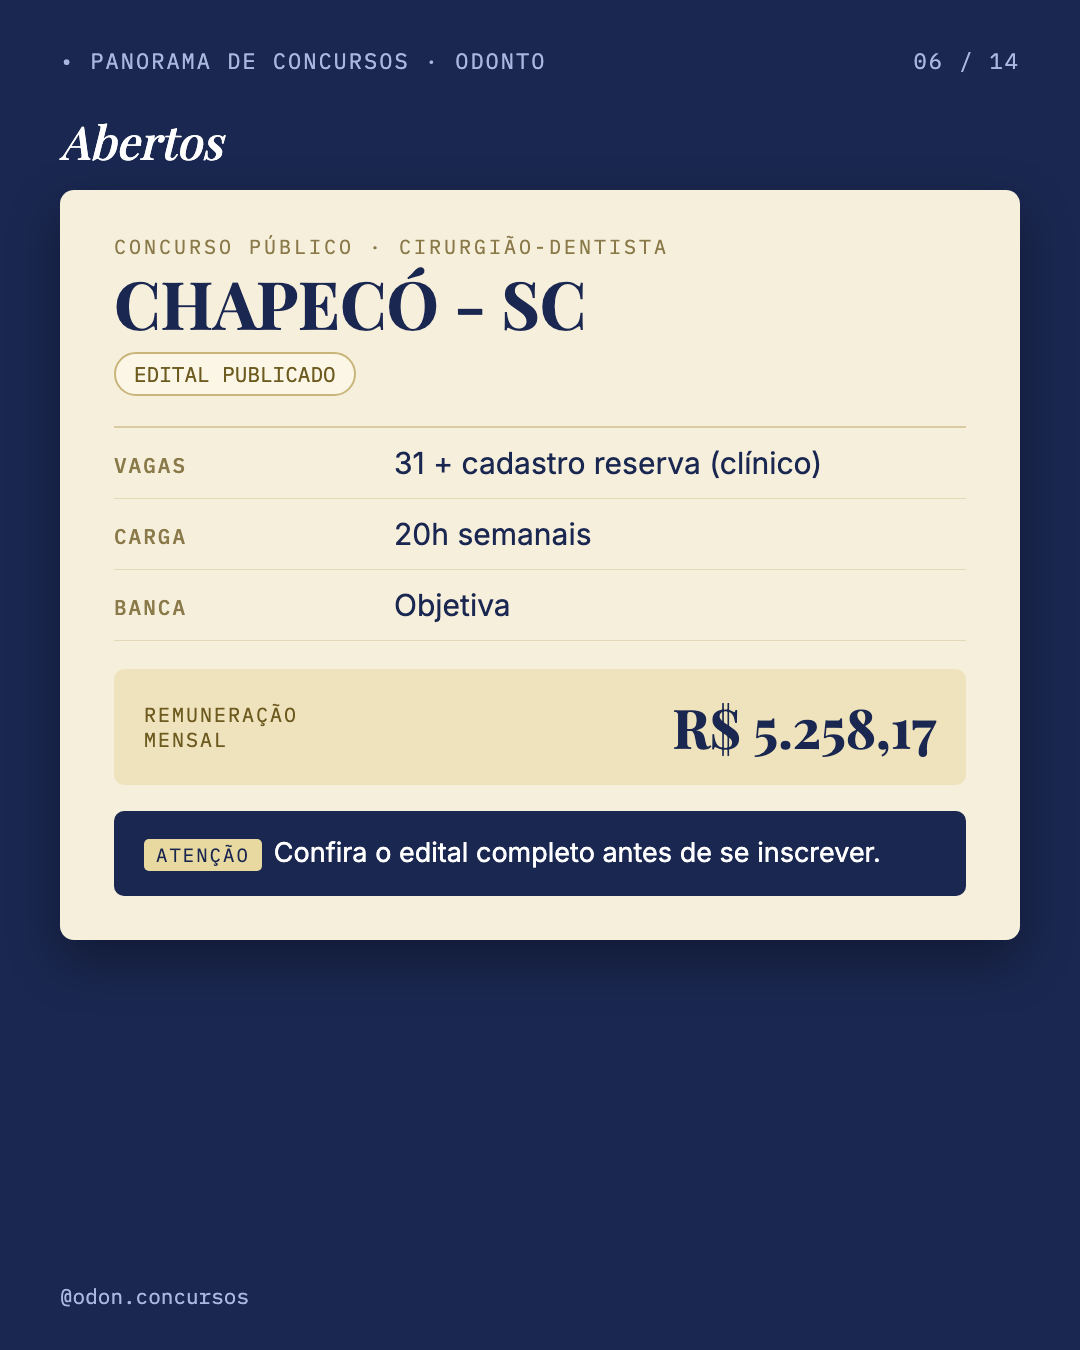 • PANORAMA DE CONCURSOS · ODONTO
06 / 14
Abertos
CONCURSO PÚBLICO · CIRURGIÃO-DENTISTA
CHAPECÓ - SC
EDITAL PUBLICADO
VAGAS 31 + cadastro reserva (clínico)
CARGA 20h semanais
BANCA Objetiva
REMUNERAÇÃO
MENSAL
R$ 5.258,17
ATENÇÃO Confira o edital completo antes de se inscrever.
@odon.concursos